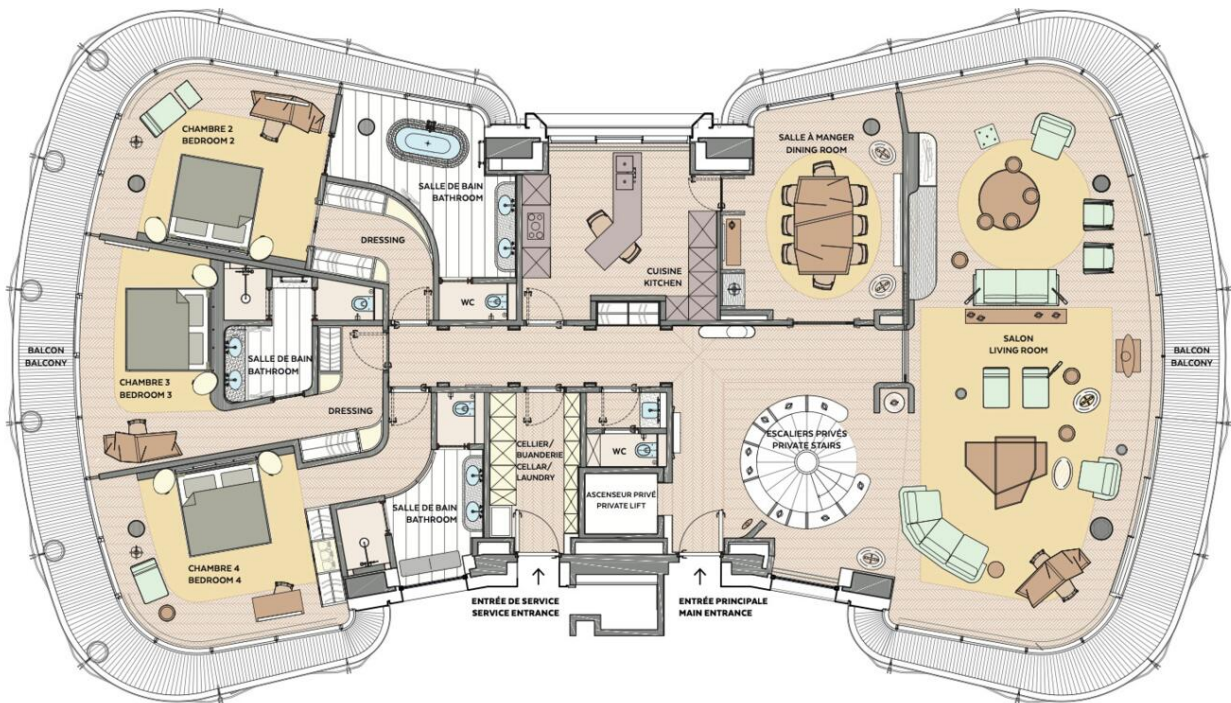 CHAMBRE 2
BEDROOM 2
SALLE DE BAIN
BATHROOM
SALLE À MANGER
DINING ROOM
DRESSING
CUISINE
KITCHEN
WC
SALON
LIVING ROOM
BALCON
BALCONY
SALLE DE BAIN
BATHROOM
BALCON
BALCONY
CHAMBRE 3
BEDROOM 3
DRESSING
CELLIER/
BUANDERIE
CELLAR/
LAUNDRY
WC
ESCALIERS PRIVÉS
PRIVATE STAIRS
ASCENSEUR PRIVÉ
PRIVATE LIFT
SALLE DE BAIN
BATHROOM
CHAMBRE 4
BEDROOM 4
ENTRÉE DE SERVICE
SERVICE ENTRANCE
ENTRÉE PRINCIPALE
MAIN ENTRANCE